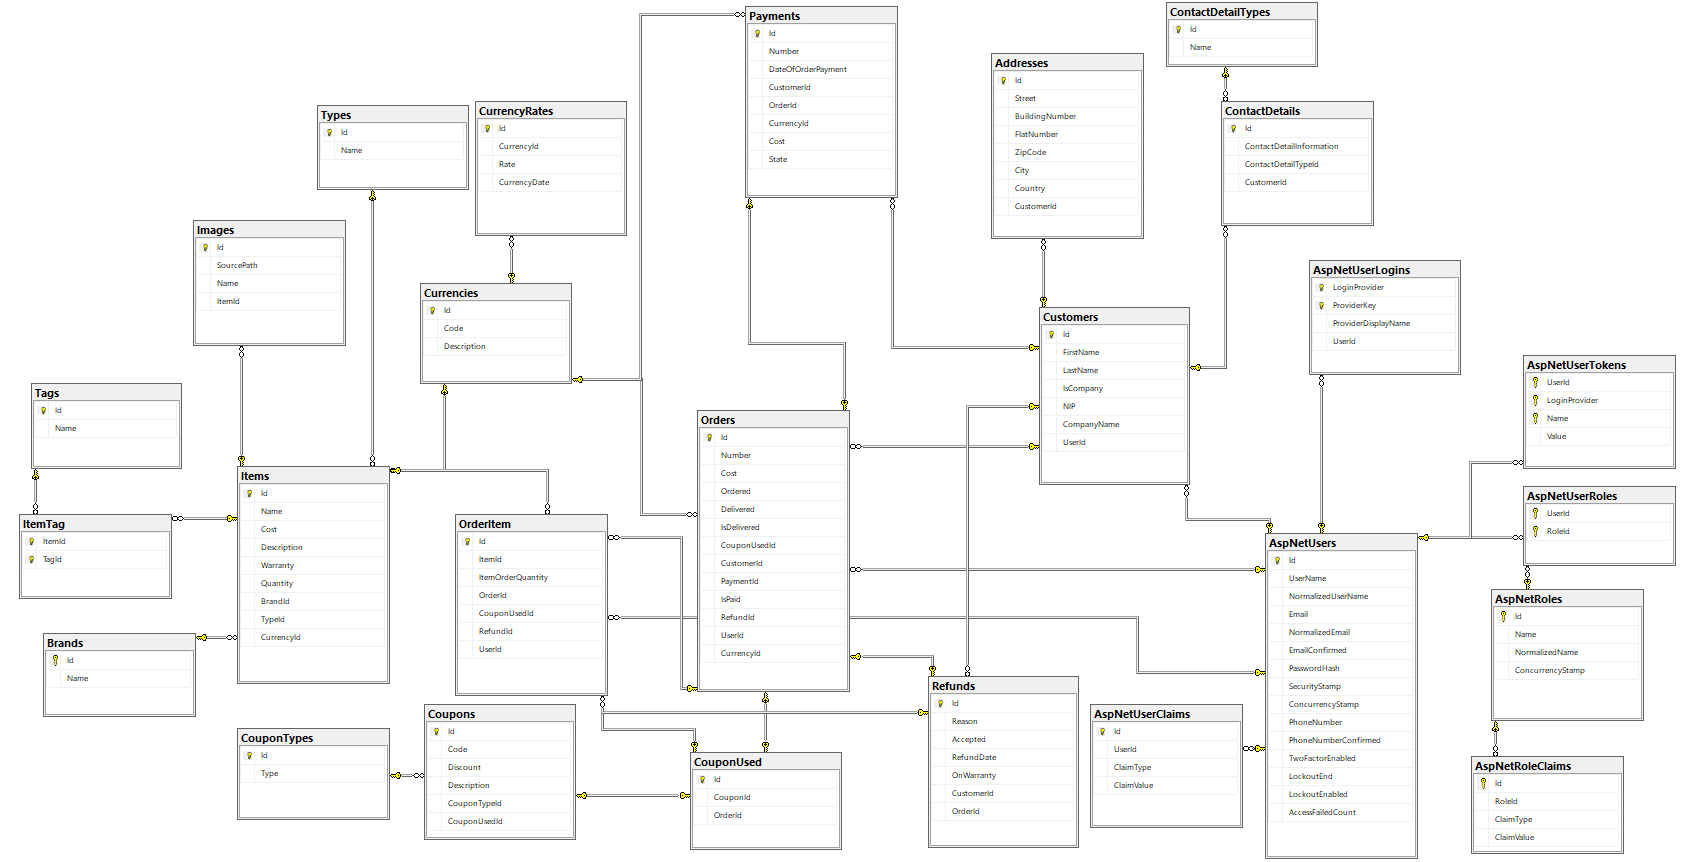 Payments
Id
Number
DateOfOrderPayment
CustomerId
OrderId
CurrencyId
Cost
State
ContactDetailTypes
Id
Name
Addresses
Id
Street
BuildingNumber
FlatNumber
ZipCode
City
Country
CustomerId
ContactDetails
Id
ContactDetailInformation
ContactDetailTypeId
CustomerId
Types
Id
Name
CurrencyRates
Id
CurrencyId
Rate
CurrencyDate
Images
Id
SourcePath
Name
ItemId
Currencies
Id
Code
Description
Customers
Id
FirstName
LastName
IsCompany
NIP
CompanyName
UserId
AspNetUserLogins
LoginProvider
ProviderKey
ProviderDisplayName
UserId
AspNetUserTokens
UserId
LoginProvider
Name
Value
Tags
Id
Name
Orders
Id
Number
Cost
Ordered
Delivered
IsDelivered
CouponUsedId
CustomerId
PaymentId
IsPaid
RefundId
UserId
CurrencyId
Items
Id
Name
Cost
Description
Warranty
Quantity
BrandId
TypeId
CurrencyId
AspNetUserRoles
UserId
RoleId
ItemTag
ItemId
TagId
OrderItem
Id
ItemId
ItemOrderQuantity
OrderId
CouponUsedId
RefundId
UserId
AspNetUsers
Id
UserName
NormalizedUserName
Email
NormalizedEmail
EmailConfirmed
PasswordHash
SecurityStamp
ConcurrencyStamp
PhoneNumber
PhoneNumberConfirmed
TwoFactorEnabled
LockoutEnd
LockoutEnabled
AccessFailedCount
AspNetRoles
Id
Name
NormalizedName
ConcurrencyStamp
Brands
Id
Name
Refunds
Id
Reason
Accepted
RefundDate
OnWarranty
CustomerId
OrderId
Coupons
Id
Code
Discount
Description
CouponTypeId
CouponUsedId
AspNetUserClaims
Id
UserId
ClaimType
ClaimValue
CouponTypes
Id
Type
CouponUsed
Id
CouponId
OrderId
AspNetRoleClaims
Id
RoleId
ClaimType
ClaimValue